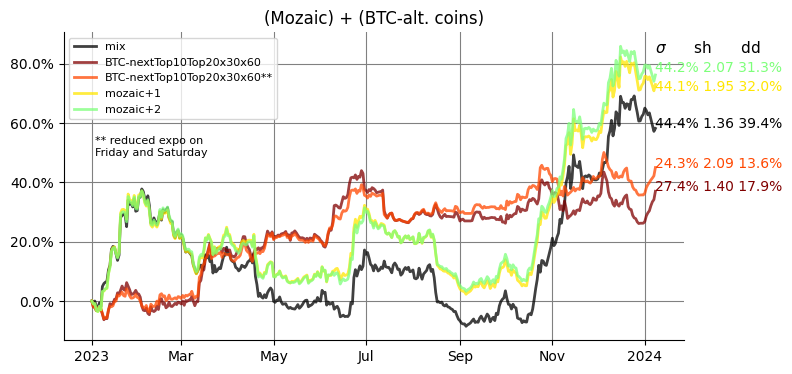 (Mozaic) + (BTC-alt. coins)
σ sh dd
mix
BTC-nextTop10Top20x30x60
BTC-nextTop10Top20x30x60**
mozaic+1
mozaic+2
** reduced expo on
Friday and Saturday
80.0%
60.0%
40.0%
20.0%
0.0%
44.2% 2.07 31.3%
44.1% 1.95 32.0%
44.4% 1.36 39.4%
24.3% 2.09 13.6%
27.4% 1.40 17.9%
2023 Mar May Jul Sep Nov 2024